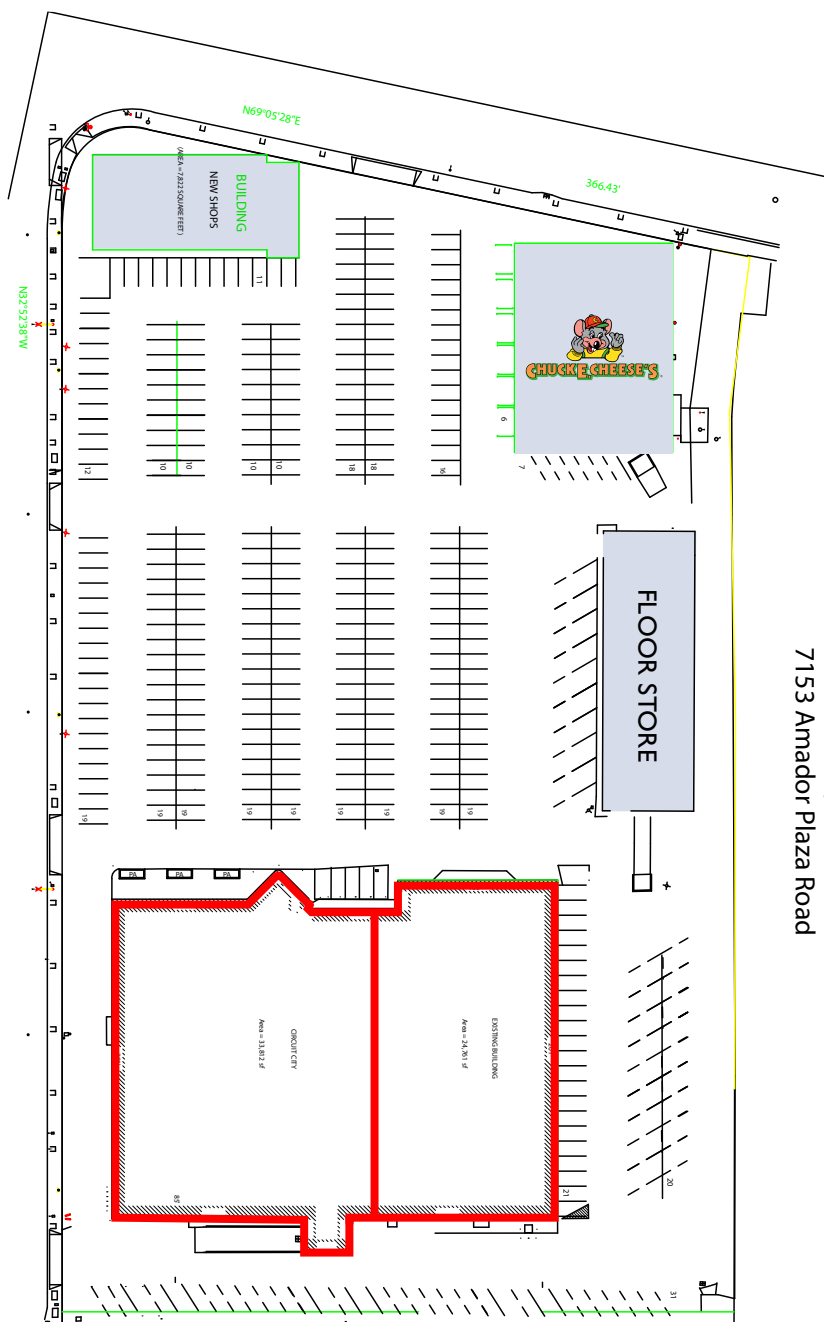 N69°05'28"E
366.43'
BUILDING
NEW SHOPS
(AREA = 7,822 SQUARE FEET)
N32°52'38"W
11
CHUCK E. CHEESE'S
6
7
12
10
10
10
10
18
18
16
FLOOR STORE
7153 Amador Plaza Road
19
19
19
19
19
19
19
19
19
PA
PA
PA
EXISTING BUILDING
Area = 24,761 sf
CIRCUIT CITY
Area = 33,812 sf
85'
21
20
31